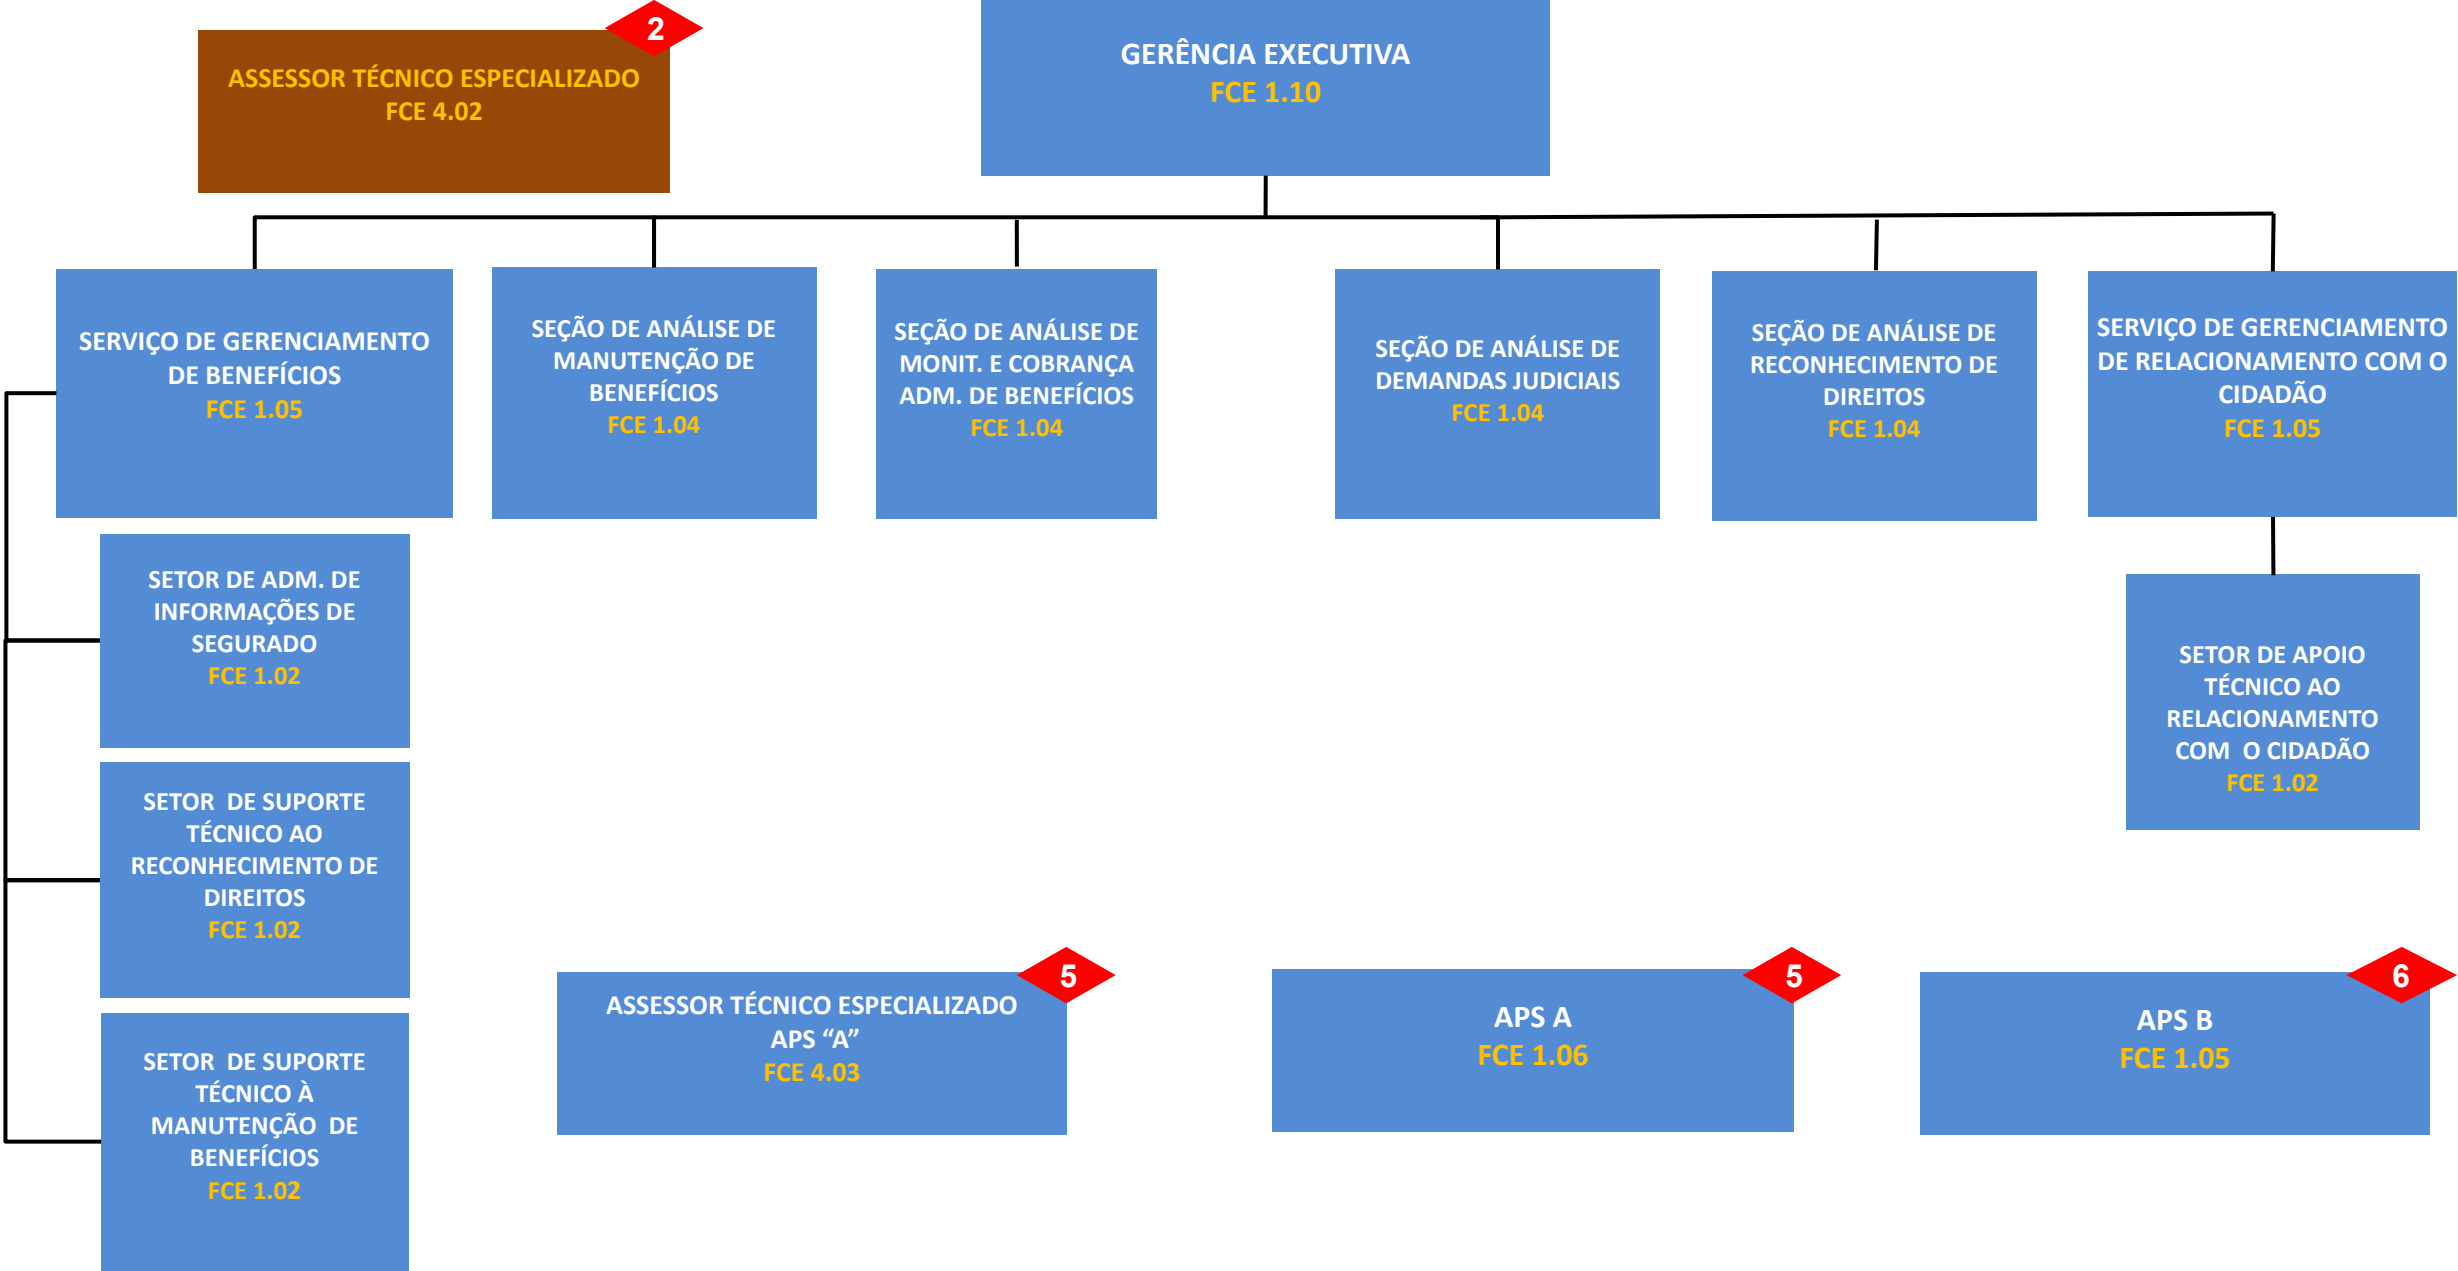 2
ASSESSOR TÉCNICO ESPECIALIZADO
FCE 4.02
GERÊNCIA EXECUTIVA
FCE 1.10
SERVIÇO DE GERENCIAMENTO
DE BENEFÍCIOS
FCE 1.05
SEÇÃO DE ANÁLISE DE
MANUTENÇÃO DE
BENEFÍCIOS
FCE 1.04
SEÇÃO DE ANÁLISE DE
MONIT. E COBRANÇA
ADM. DE BENEFÍCIOS
FCE 1.04
SEÇÃO DE ANÁLISE DE
DEMANDAS JUDICIAIS
FCE 1.04
SEÇÃO DE ANÁLISE DE
RECONHECIMENTO DE
DIREITOS
FCE 1.04
SERVIÇO DE GERENCIAMENTO
DE RELACIONAMENTO COM O
CIDADÃO
FCE 1.05
SETOR DE ADM. DE
INFORMAÇÕES DE
SEGURADO
FCE 1.02
SETOR DE APOIO
TÉCNICO AO
RELACIONAMENTO
COM O CIDADÃO
FCE 1.02
SETOR DE SUPORTE
TÉCNICO AO
RECONHECIMENTO DE
DIREITOS
FCE 1.02
SETOR DE SUPORTE
TÉCNICO À
MANUTENÇÃO DE
BENEFÍCIOS
FCE 1.02
5
ASSESSOR TÉCNICO ESPECIALIZADO
APS “A”
FCE 4.03
5
APS A
FCE 1.06
6
APS B
FCE 1.05